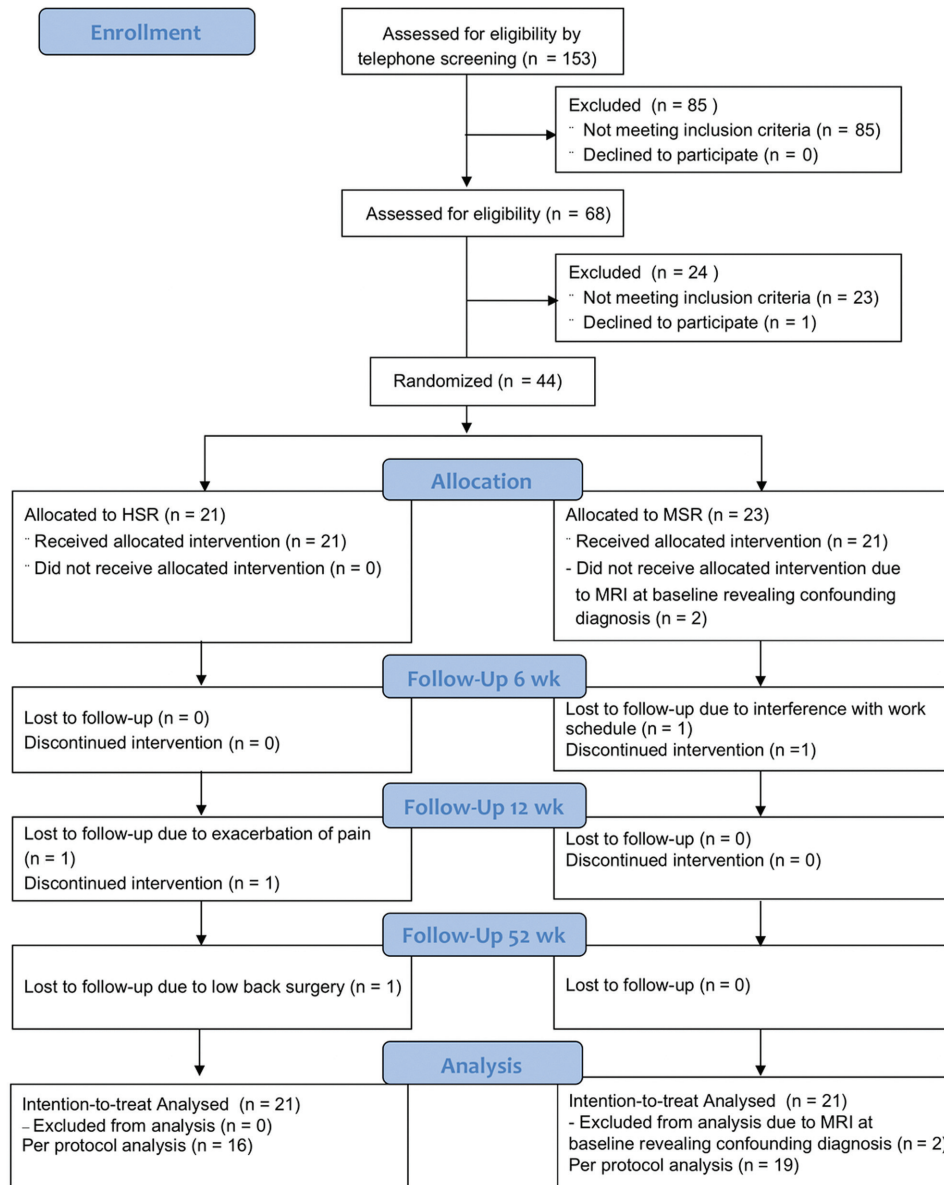 Enrollment
Assessed for eligibility by
telephone screening (n = 153)
Excluded (n = 85 )
¨ Not meeting inclusion criteria (n = 85)
¨ Declined to participate (n = 0)
Assessed for eligibility (n = 68)
Excluded (n = 24 )
¨ Not meeting inclusion criteria (n = 23)
¨ Declined to participate (n = 1)
Randomized (n = 44)
Allocation
Allocated to HSR (n = 21)
¨ Received allocated intervention (n = 21)
¨ Did not receive allocated intervention (n = 0)
Allocated to MSR (n = 23)
¨ Received allocated intervention (n = 21)
- Did not receive allocated intervention due
to MRI at baseline revealing confounding
diagnosis (n = 2)
Follow-Up 6 wk
Lost to follow-up (n = 0)
Discontinued intervention (n = 0)
Lost to follow-up due to interference with work
schedule (n = 1)
Discontinued intervention (n =1)
Follow-Up 12 wk
Lost to follow-up due to exacerbation of pain
(n = 1)
Discontinued intervention (n = 1)
Lost to follow-up (n = 0)
Discontinued intervention (n = 0)
Follow-Up 52 wk
Lost to follow-up due to low back surgery (n = 1)
Lost to follow-up (n = 0)
Analysis
Intention-to-treat Analysed (n = 21)
– Excluded from analysis (n = 0)
Per protocol analysis (n = 16)
Intention-to-treat Analysed (n = 21)
- Excluded from analysis due to MRI at
baseline revealing confounding diagnosis (n = 2)
Per protocol analysis (n = 19)